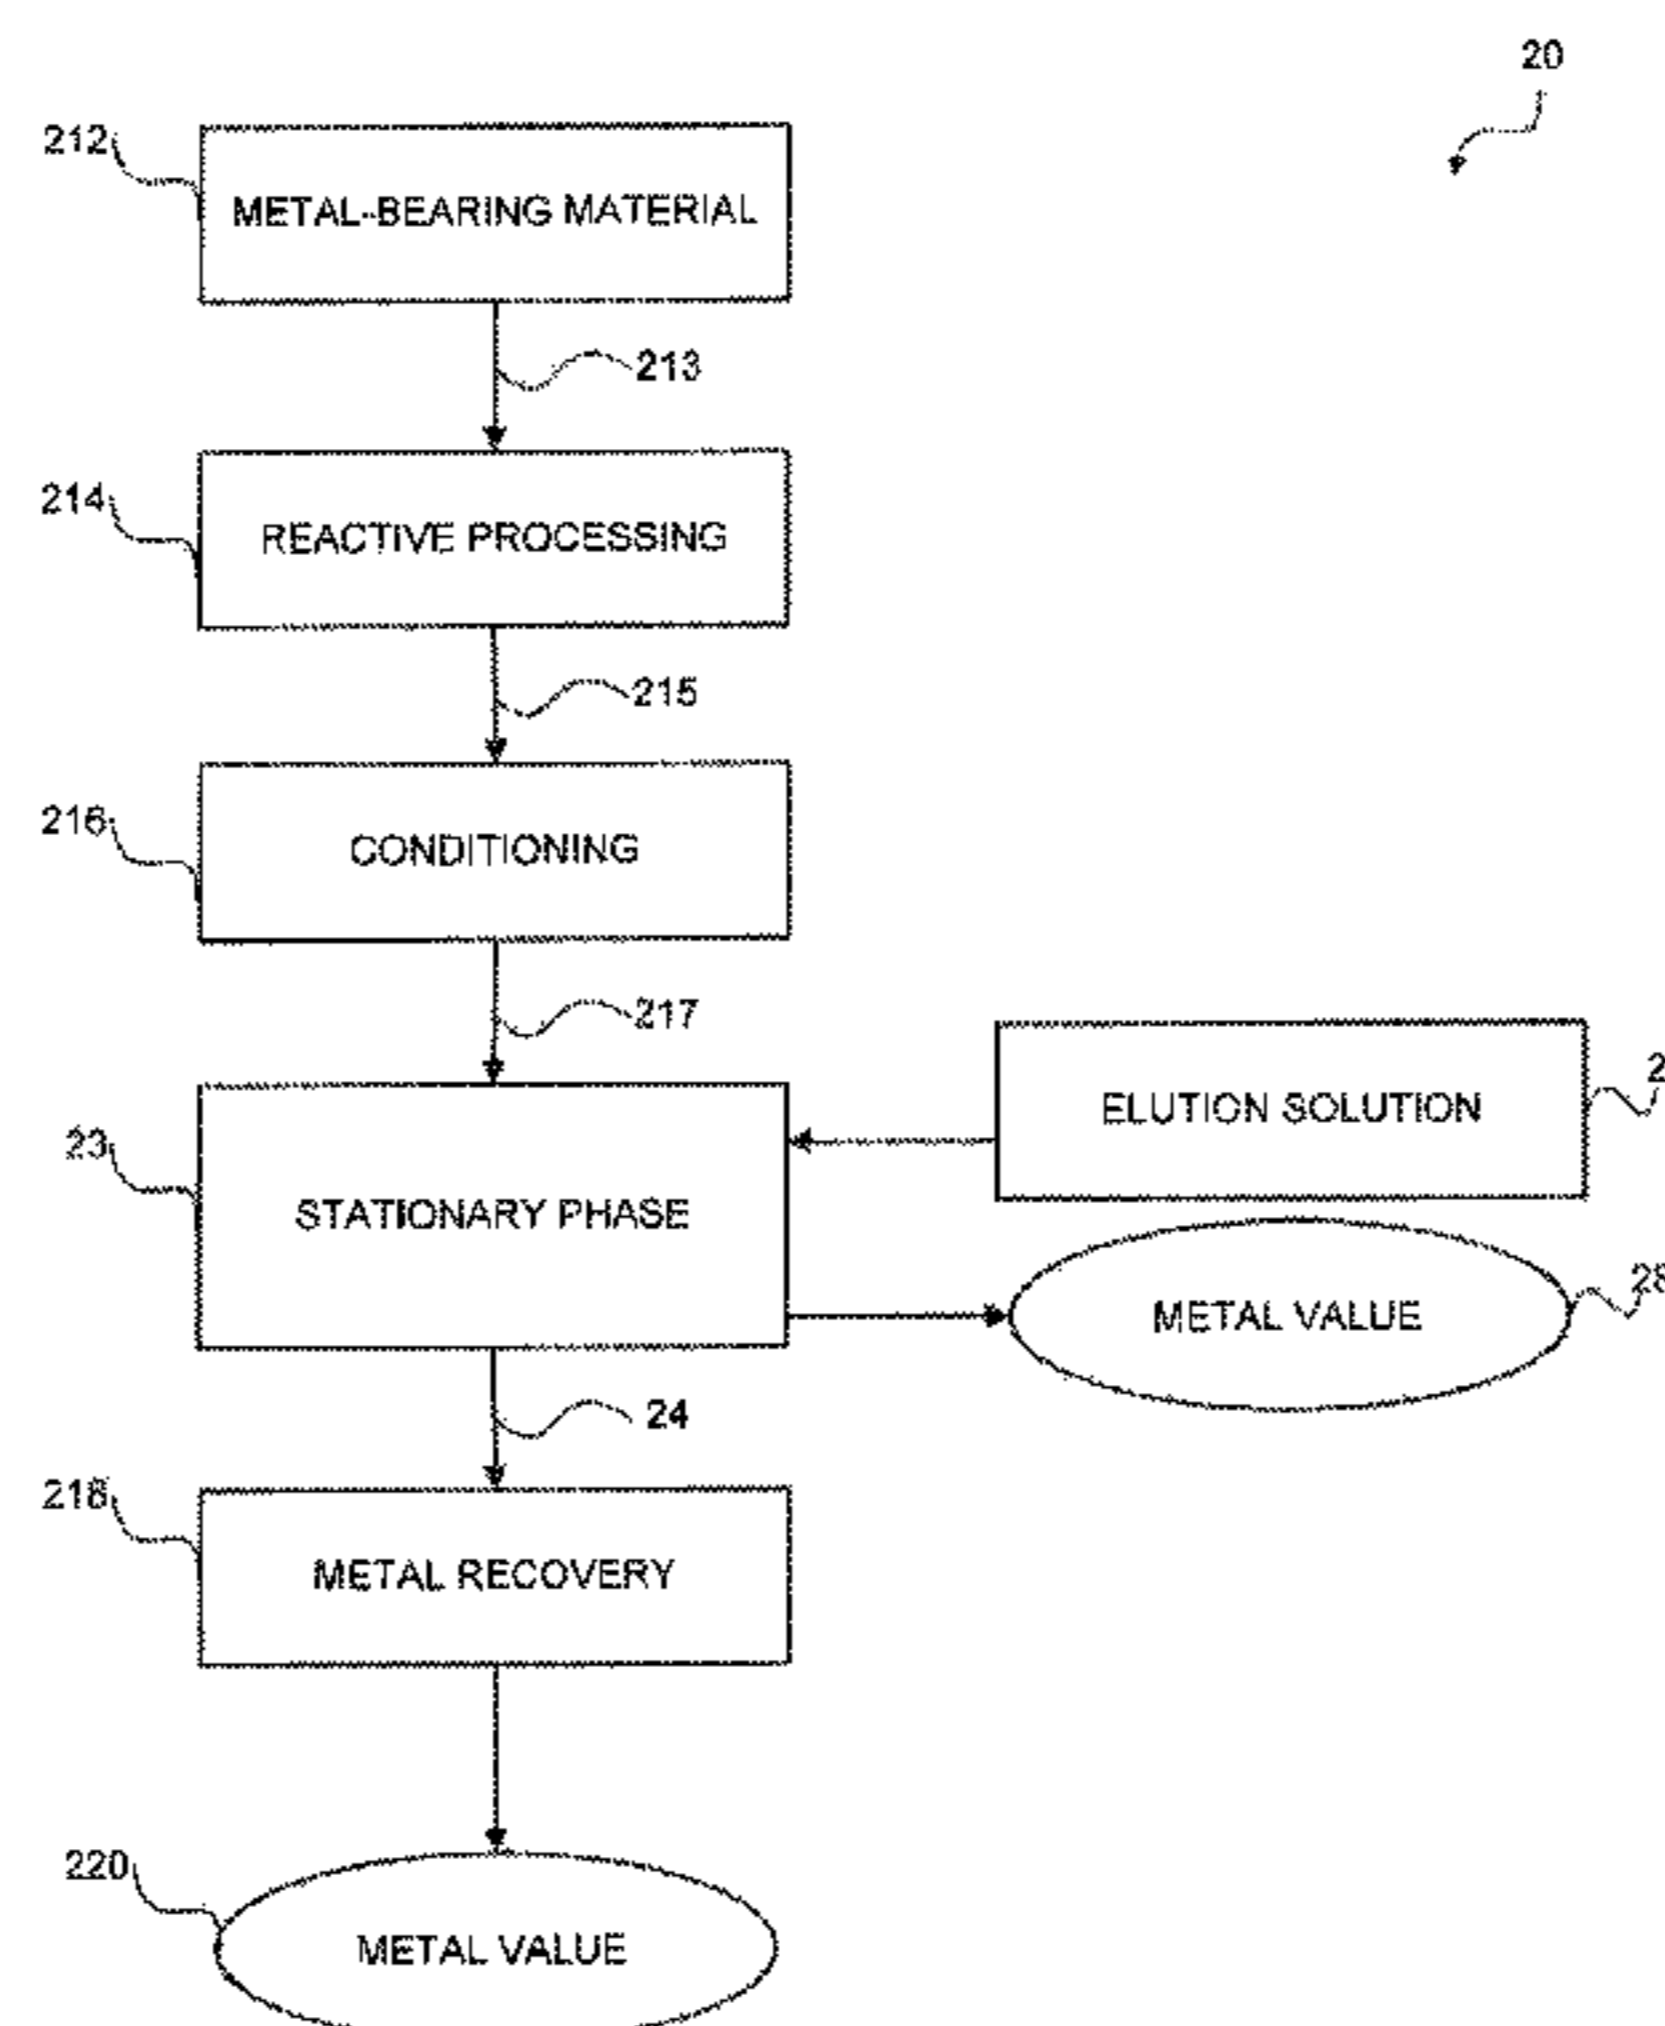 20
212
METAL-BEARING MATERIAL
213
214
REACTIVE PROCESSING
215
216
CONDITIONING
217
ELUTION SOLUTION
23
STATIONARY PHASE
28
METAL VALUE
24
218
METAL RECOVERY
220
METAL VALUE